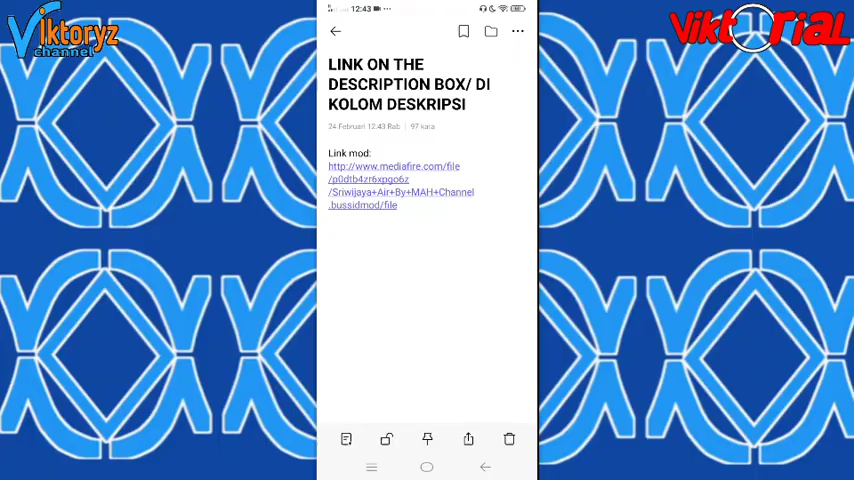 Viktoryz
channel
VikToriaL
12:43
LINK ON THE
DESCRIPTION BOX/ DI
KOLOM DESKRIPSI
24 Februari 12:43 Rab | 97 kara
Link mod:
http://www.mediafire.com/file
/p0dtb4zr6xpgo6z
/Sriwijaya+Air+By+MAH+Channel
.bussidmod/file